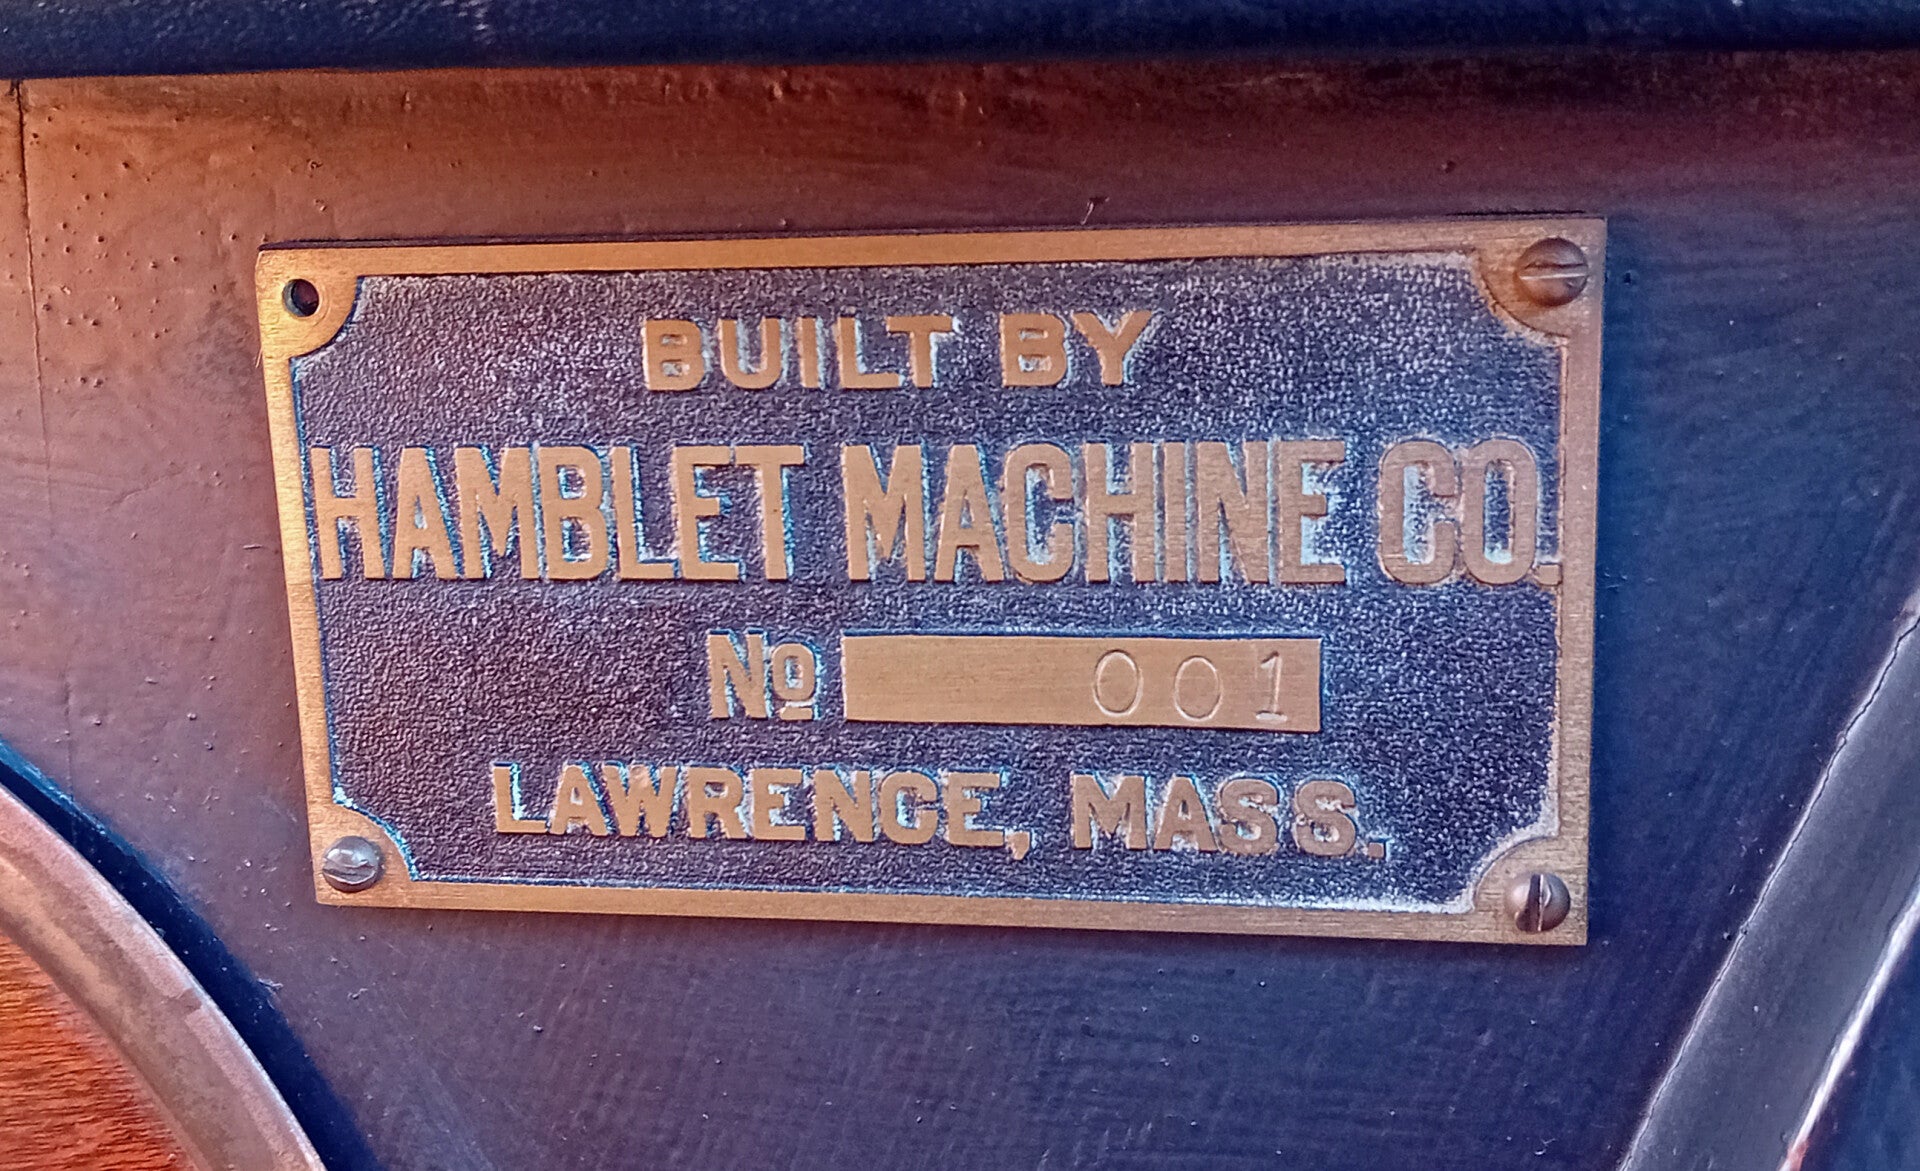 BUILT BY
HAMBLET MACHINE CO.
No 001
LAWRENCE, MASS.